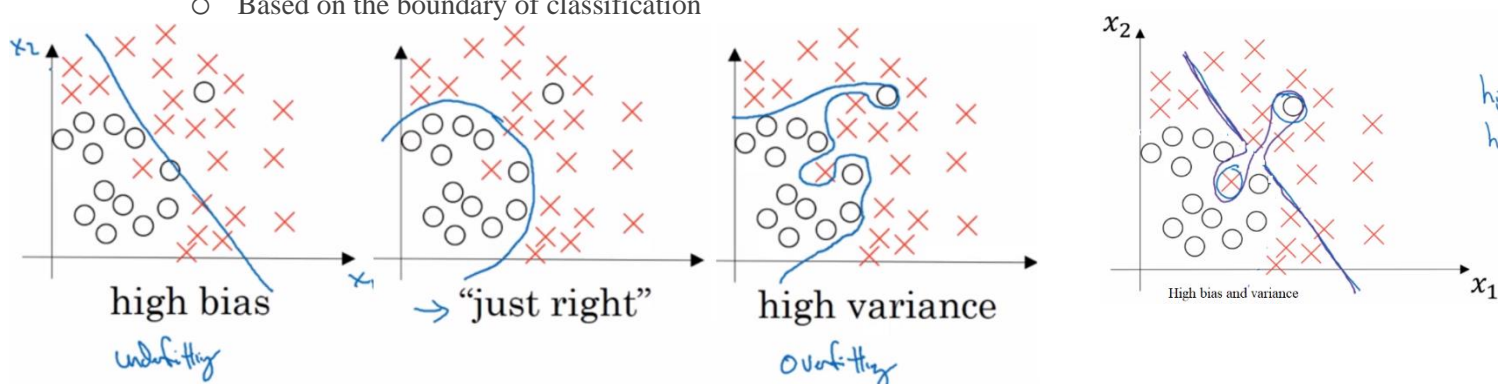 ○ Based on the boundary of classification
x₂
x₁
high bias
underfitting
→ "just right"
high variance
overfitting
x₂
x₁
High bias and variance